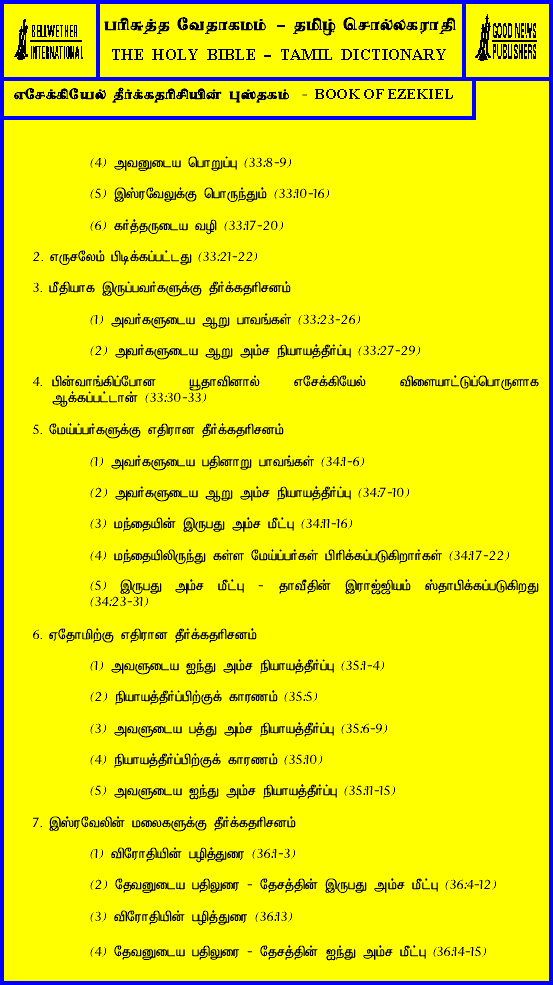 BELLWETHER
INTERNATIONAL
பரிசுத்த வேதாகமம் – தமிழ் சொல்லகராதி
THE HOLY BIBLE – TAMIL DICTIONARY
GOOD NEWS
PUBLISHERS
எசேக்கியேல் தீர்க்கதரிசியின் புஸ்தகம் - BOOK OF EZEKIEL
(4) அவனுடைய பொறுப்பு (33:8-9)
(5) இஸ்ரவேலுக்கு பொருந்தும் (33:10-16)
(6) கர்த்தருடைய வழி (33:17-20)
2. எருசலேம் பிடிக்கப்பட்டது (33:21-22)
3. மீதியாக இருப்பவர்களுக்கு தீர்க்கதரிசனம்
(1) அவர்களுடைய ஆறு பாவங்கள் (33:23-26)
(2) அவர்களுடைய ஆறு அம்ச நியாயத்தீர்ப்பு (33:27-29)
4. பின்வாங்கிப்போன யூதாவினால் எசேக்கியேல் விளையாட்டுப்பொருளாக
ஆக்கப்பட்டான் (33:30-33)
5. மேய்ப்பர்களுக்கு எதிரான தீர்க்கதரிசனம்
(1) அவர்களுடைய பதினாறு பாவங்கள் (34:1-6)
(2) அவர்களுடைய ஆறு அம்ச நியாயத்தீர்ப்பு (34:7-10)
(3) மந்தையின் இருபது அம்ச மீட்பு (34:11-16)
(4) மந்தையிலிருந்து கள்ள மேய்ப்பர்கள் பிரிக்கப்படுகிறார்கள் (34:17-22)
(5) இருபது அம்ச மீட்பு - தாவீதின் இராஜ்ஜியம் ஸ்தாபிக்கப்படுகிறது
(34:23-31)
6. ஏதோமிற்கு எதிரான தீர்க்கதரிசனம்
(1) அவளுடைய ஐந்து அம்ச நியாயத்தீர்ப்பு (35:1-4)
(2) நியாயத்தீர்ப்பிற்குக் காரணம் (35:5)
(3) அவளுடைய பத்து அம்ச நியாயத்தீர்ப்பு (35:6-9)
(4) நியாயத்தீர்ப்பிற்குக் காரணம் (35:10)
(5) அவளுடைய ஐந்து அம்ச நியாயத்தீர்ப்பு (35:11-15)
7. இஸ்ரவேலின் மலைகளுக்கு தீர்க்கதரிசனம்
(1) விரோதியின் பழித்துரை (36:1-3)
(2) தேவனுடைய பதிலுரை - தேசத்தின் இருபது அம்ச மீட்பு (36:4-12)
(3) விரோதியின் பழித்துரை (36:13)
(4) தேவனுடைய பதிலுரை - தேசத்தின் ஐந்து அம்ச மீட்பு (36:14-15)